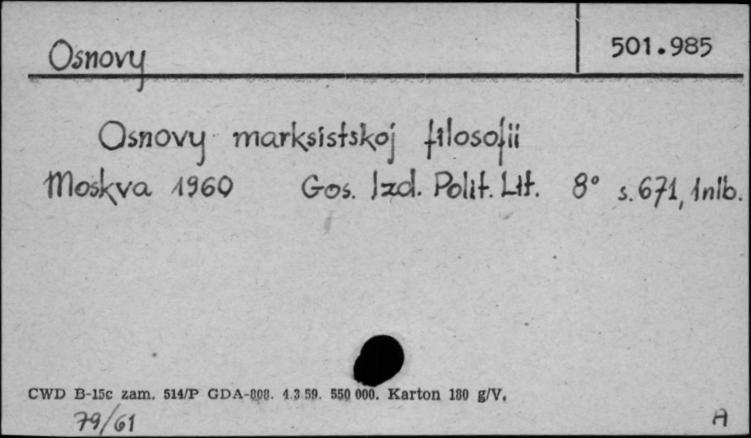 Osnovy 501.985
Osnovy marksistskoj filosofii
Moskva 1960 Gos. Izd. Polit. Lit. 8° s. 671, 1nlb.
CWD B-15c zam. 514/P GDA-808. 4.3.59. 550 000. Karton 180 g/V.
79/61 A